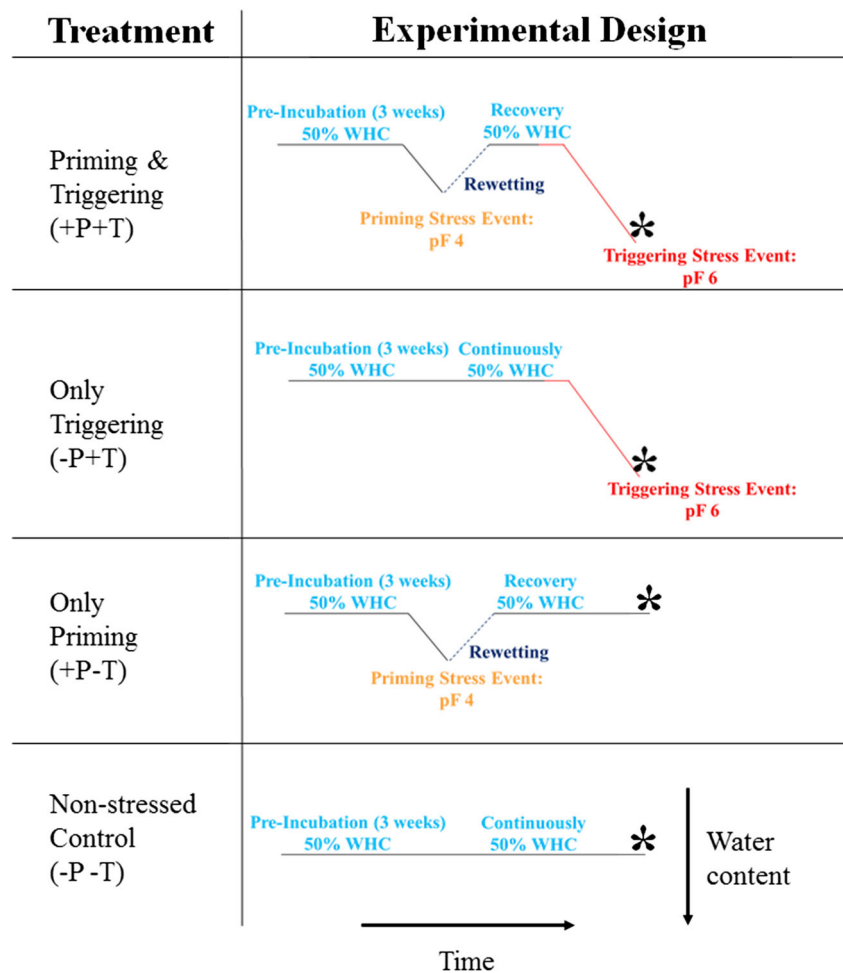 Treatment
Experimental Design
Priming &
Triggering
(+P+T)
Pre-Incubation (3 weeks)
50% WHC
Recovery
50% WHC
Rewetting
Priming Stress Event:
pF 4
*
Triggering Stress Event:
pF 6
Only
Triggering
(-P+T)
Pre-Incubation (3 weeks)
50% WHC
Continuously
50% WHC
*
Triggering Stress Event:
pF 6
Only
Priming
(+P-T)
Pre-Incubation (3 weeks)
50% WHC
Recovery
50% WHC
*
Rewetting
Priming Stress Event:
pF 4
Non-stressed
Control
(-P -T)
Pre-Incubation (3 weeks)
50% WHC
Continuously
50% WHC
*
Water
content
Time